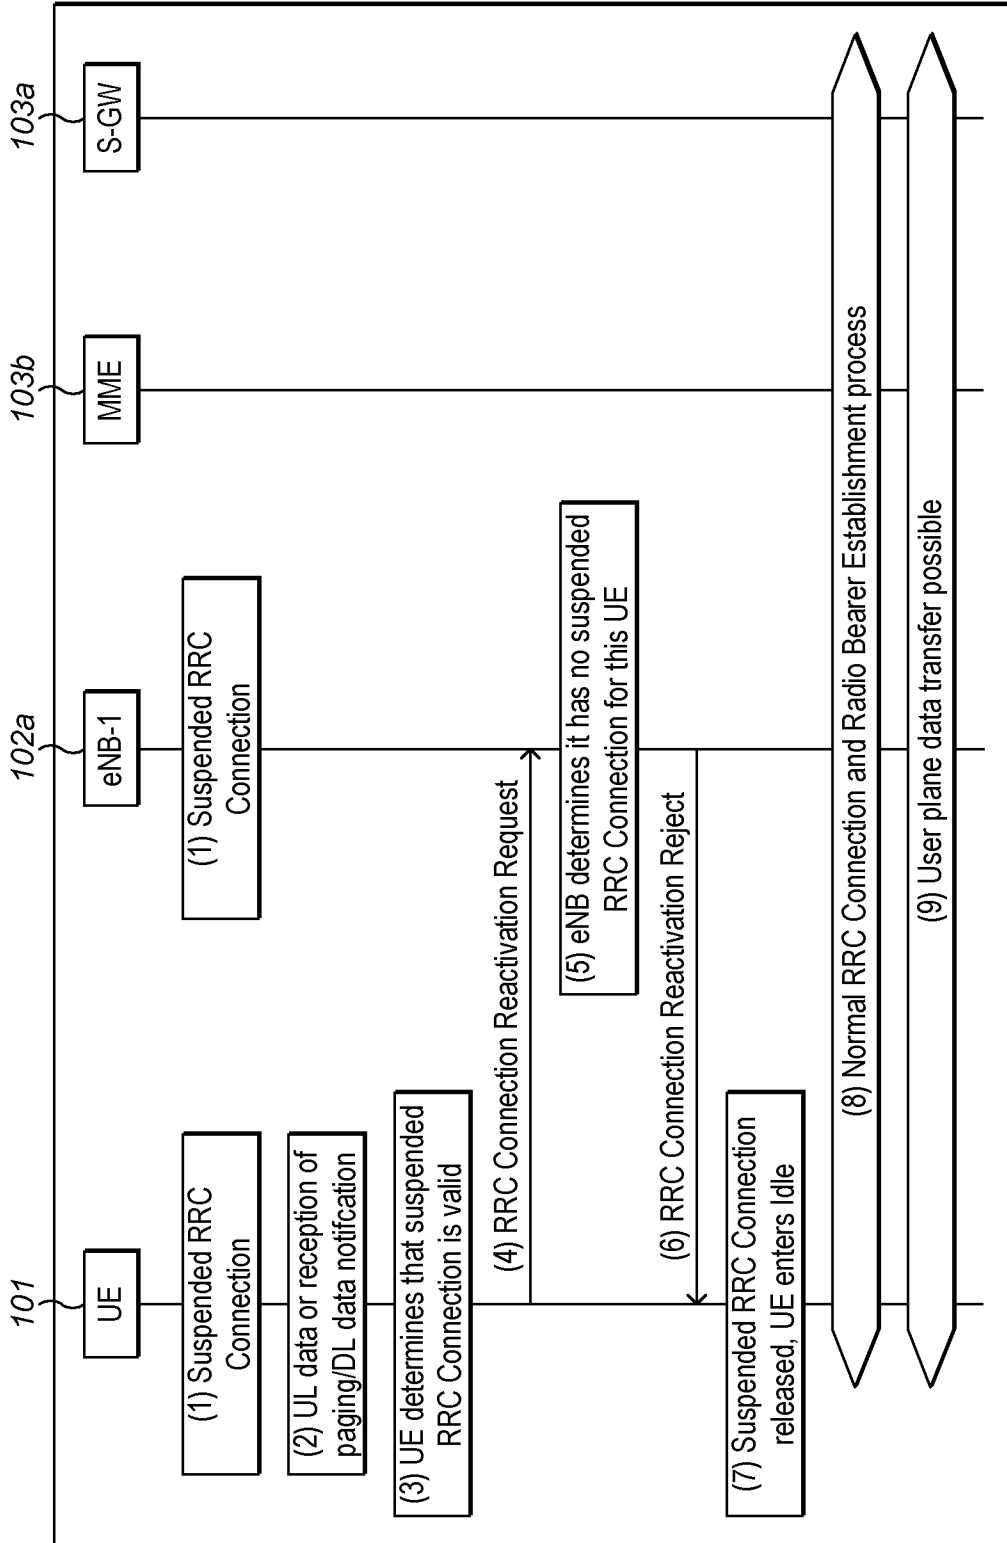 101
102a
103b
103a
UE
eNB-1
MME
S-GW
(1) Suspended RRC
Connection
(1) Suspended RRC
Connection
(2) UL data or reception of
paging/DL data notifcation
(3) UE determines that suspended
RRC Connection is valid
(4) RRC Connection Reactivation Request
(5) eNB determines it has no suspended
RRC Connection for this UE
(6) RRC Connection Reactivation Reject
(7) Suspended RRC Connection
released, UE enters Idle
(8) Normal RRC Connection and Radio Bearer Establishment process
(9) User plane data transfer possible